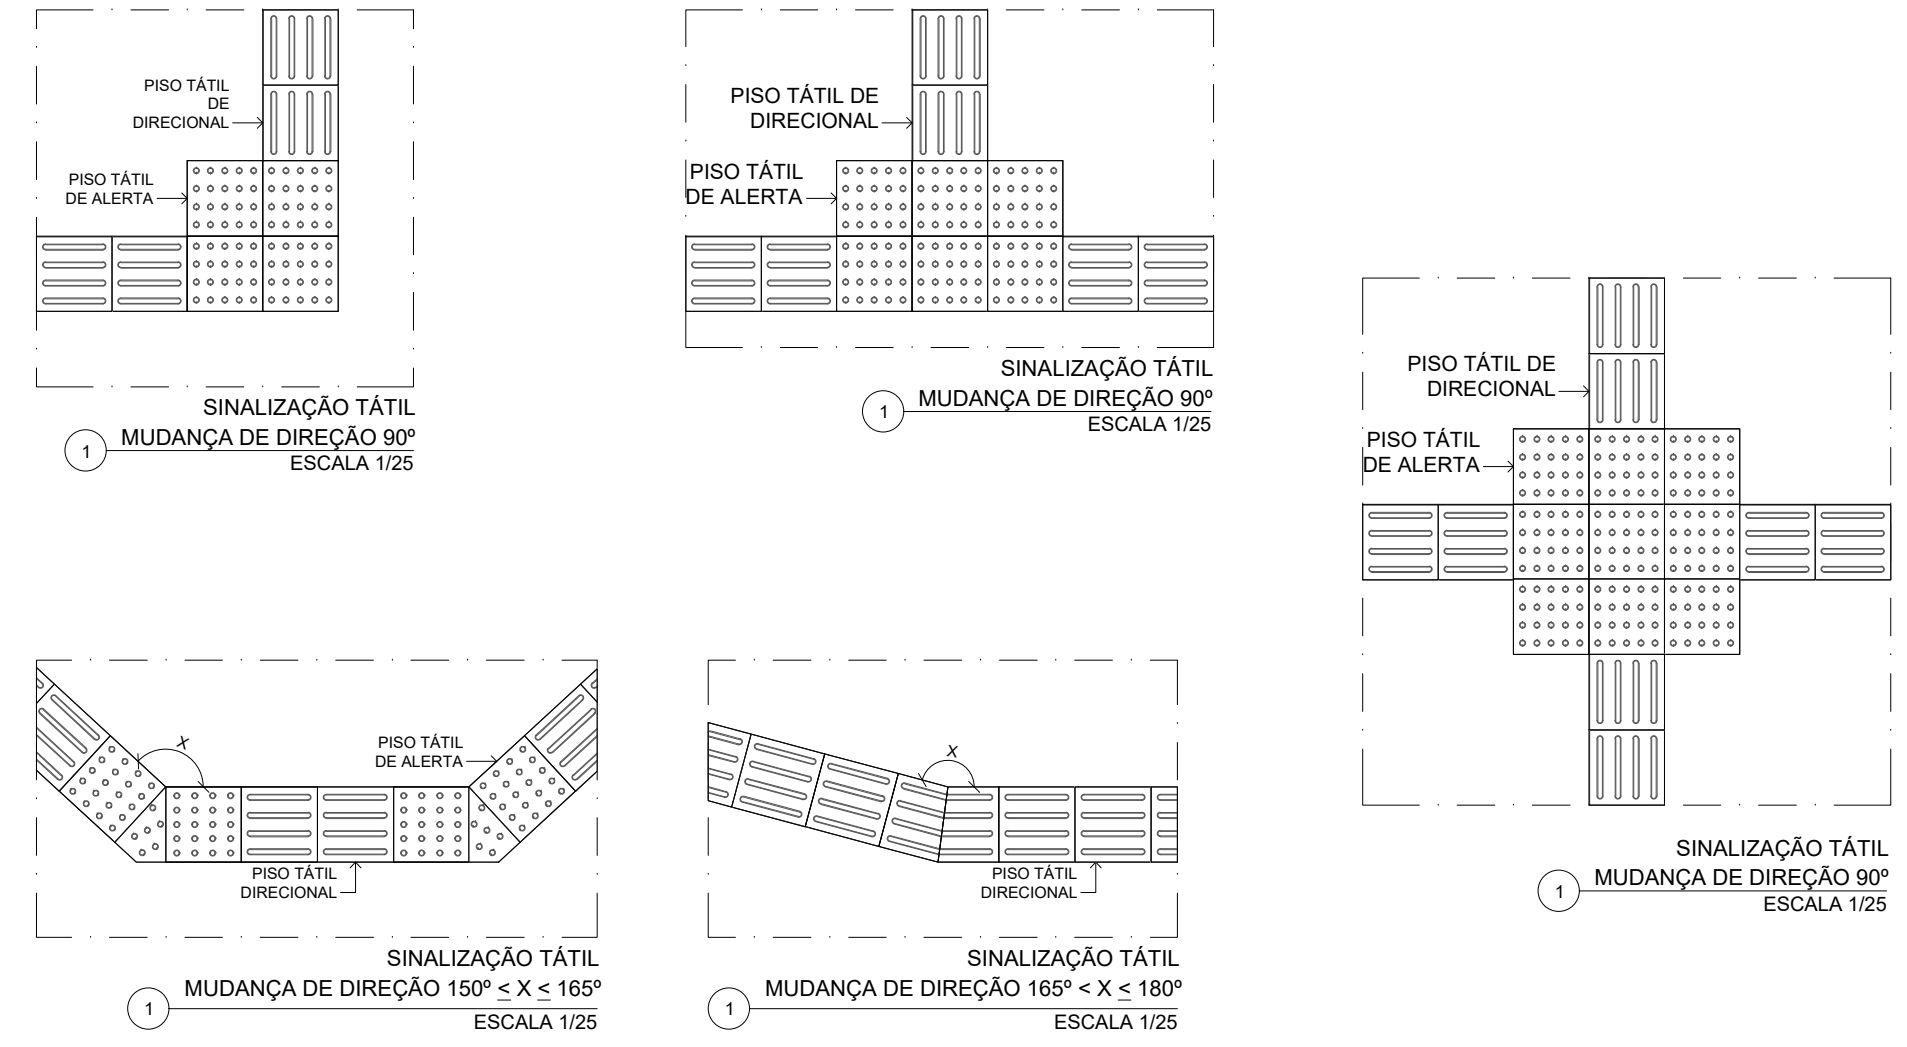 PISO TÁTIL
DE
DIRECIONAL
PISO TÁTIL
DE ALERTA
SINALIZAÇÃO TÁTIL
1 MUDANÇA DE DIREÇÃO 90º
ESCALA 1/25
PISO TÁTIL DE
DIRECIONAL
PISO TÁTIL
DE ALERTA
SINALIZAÇÃO TÁTIL
1 MUDANÇA DE DIREÇÃO 90º
ESCALA 1/25
PISO TÁTIL DE
DIRECIONAL
PISO TÁTIL
DE ALERTA
SINALIZAÇÃO TÁTIL
1 MUDANÇA DE DIREÇÃO 90º
ESCALA 1/25
X
PISO TÁTIL
DE ALERTA
PISO TÁTIL
DIRECIONAL
SINALIZAÇÃO TÁTIL
1 MUDANÇA DE DIREÇÃO 150º ≤ X ≤ 165º
ESCALA 1/25
X
PISO TÁTIL
DIRECIONAL
SINALIZAÇÃO TÁTIL
1 MUDANÇA DE DIREÇÃO 165º < X ≤ 180º
ESCALA 1/25